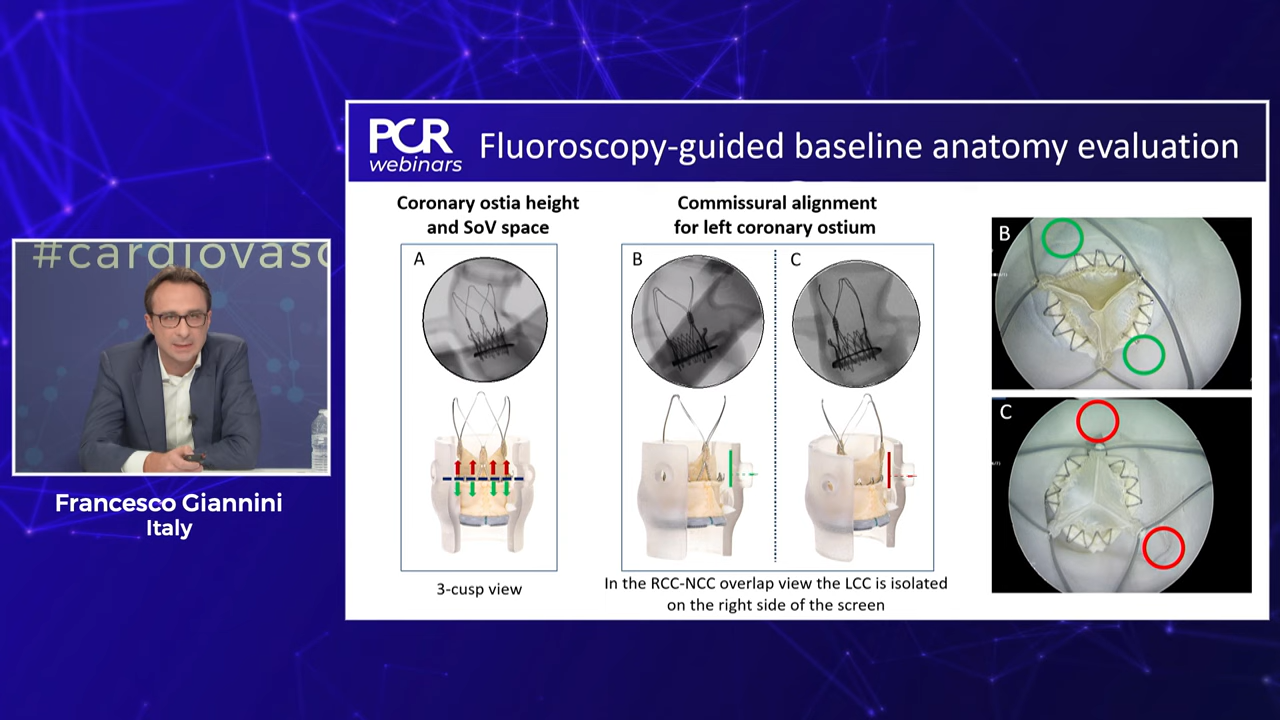 PCR
webinars
Fluoroscopy-guided baseline anatomy evaluation
#cardiovasc
Francesco Giannini
Italy
Coronary ostia height
and SoV space
A
3-cusp view
Commissural alignment
for left coronary ostium
B
C
In the RCC-NCC overlap view the LCC is isolated
on the right side of the screen
B
C